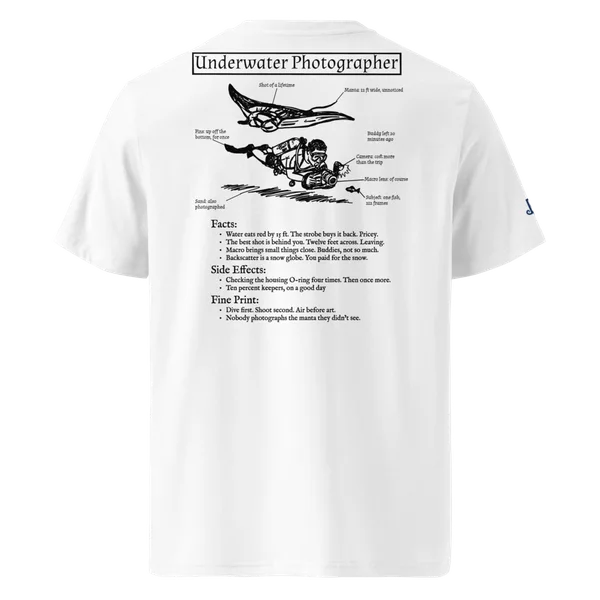 Underwater Photographer
Shot of a lifetime
Manta: 12 ft wide, unnoticed
Fins: up off the
bottom, for once
Buddy left 20
minutes ago
Camera: cost more
than the trip
Macro lens: of course
Sand: also
photographed
Subject: one fish,
211 frames
Facts:
• Water eats red by 15 ft. The strobe buys it back. Pricey.
• The best shot is behind you. Twelve feet across. Leaving.
• Macro brings small things close. Buddies, not so much.
• Backscatter is a snow globe. You paid for the snow.
Side Effects:
• Checking the housing O-ring four times. Then once more.
• Ten percent keepers, on a good day
Fine Print:
• Dive first. Shoot second. Air before art.
• Nobody photographs the manta they didn't see.